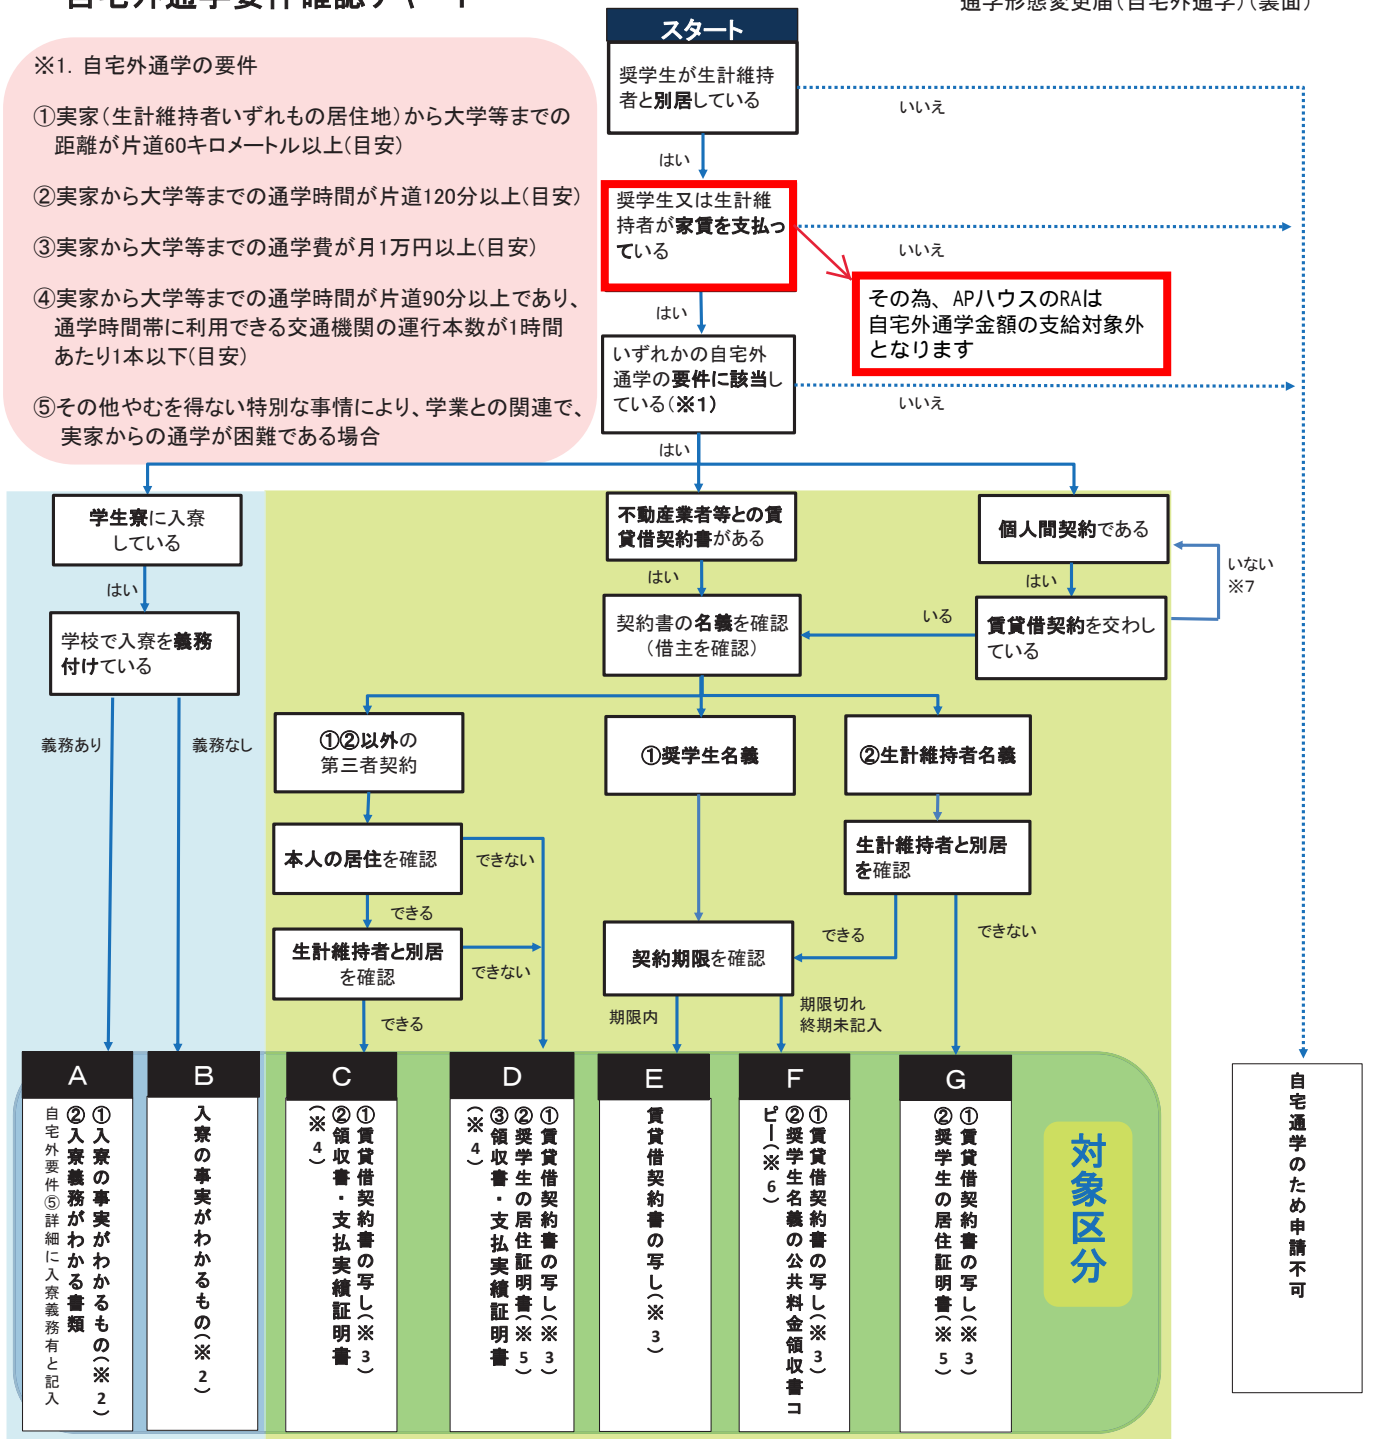 自宅外通学要件確認チャート
通学形態変更届(自宅外通学)(裏面)
※1. 自宅外通学の要件
①実家(生計維持者いずれもの居住地)から大学等までの
距離が片道60キロメートル以上(目安)
②実家から大学等までの通学時間が片道120分以上(目安)
③実家から大学等までの通学費が月1万円以上(目安)
④実家から大学等までの通学時間が片道90分以上であり、
通学時間帯に利用できる交通機関の運行本数が1時間
あたり1本以下(目安)
⑤その他やむを得ない特別な事情により、学業との関連で、
実家からの通学が困難である場合
スタート
奨学生が生計維持
者と別居している
いいえ
はい
奨学生又は生計維
持者が家賃を支払っ
ている
いいえ
その為、APハウスのRAは
自宅外通学金額の支給対象外
となります
はい
いずれかの自宅外
通学の要件に該当し
ている(※1)
いいえ
はい
学生寮に入寮
している
はい
学校で入寮を義務
付けている
義務あり
義務なし
不動産業者等との賃
貸借契約書がある
はい
契約書の名義を確認
(借主を確認)
個人間契約である
はい
いない
※7
賃貸借契約を交わし
ている
いる
①②以外の
第三者契約
①奨学生名義
②生計維持者名義
本人の居住を確認
できない
できる
生計維持者と別居
を確認
できない
できる
生計維持者と別居
を確認
できる
できない
契約期限を確認
期限内
期限切れ
終期未記入
A
①入寮の事実がわかるもの(※2)
②入寮義務がわかる書類
自宅外要件⑤詳細に入寮義務有と記入
B
入寮の事実がわかるもの(※2)
C
①賃貸借契約書の写し(※3)
②領収書・支払実績証明書
(※4)
D
①賃貸借契約書の写し(※3)
②奨学生の居住証明書(※5)
③領収書・支払実績証明書
(※4)
E
賃貸借契約書の写し(※3)
F
①賃貸借契約書の写し(※3)
②奨学生名義の公共料金領収書コ
ピー(※6)
G
①賃貸借契約書の写し(※3)
②奨学生の居住証明書(※5)
対象区分
自宅通学のため申請不可